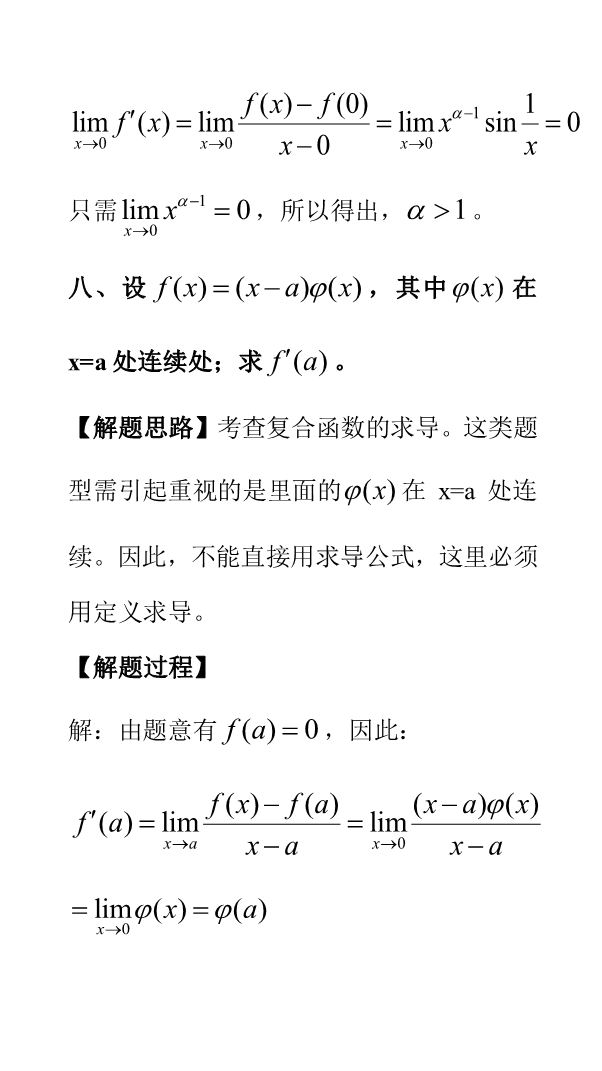 $\lim_{x \to 0} f'(x) = \lim_{x \to 0} \frac{f(x) - f(0)}{x - 0} = \lim_{x \to 0} x^{\alpha - 1} \sin \frac{1}{x} = 0$
只需 $\lim_{x \to 0} x^{\alpha - 1} = 0$，所以得出，$\alpha > 1$。
八、设 $f(x) = (x - a)\varphi(x)$，其中 $\varphi(x)$ 在
x=a 处连续处；求 $f'(a)$。
【解题思路】考查复合函数的求导。这类题
型需引起重视的是里面的 $\varphi(x)$ 在 x=a 处连
续。因此，不能直接用求导公式，这里必须
用定义求导。
【解题过程】
解：由题意有 $f(a) = 0$，因此：
$f'(a) = \lim_{x \to a} \frac{f(x) - f(a)}{x - a} = \lim_{x \to 0} \frac{(x - a)\varphi(x)}{x - a}$
$= \lim_{x \to 0} \varphi(x) = \varphi(a)$